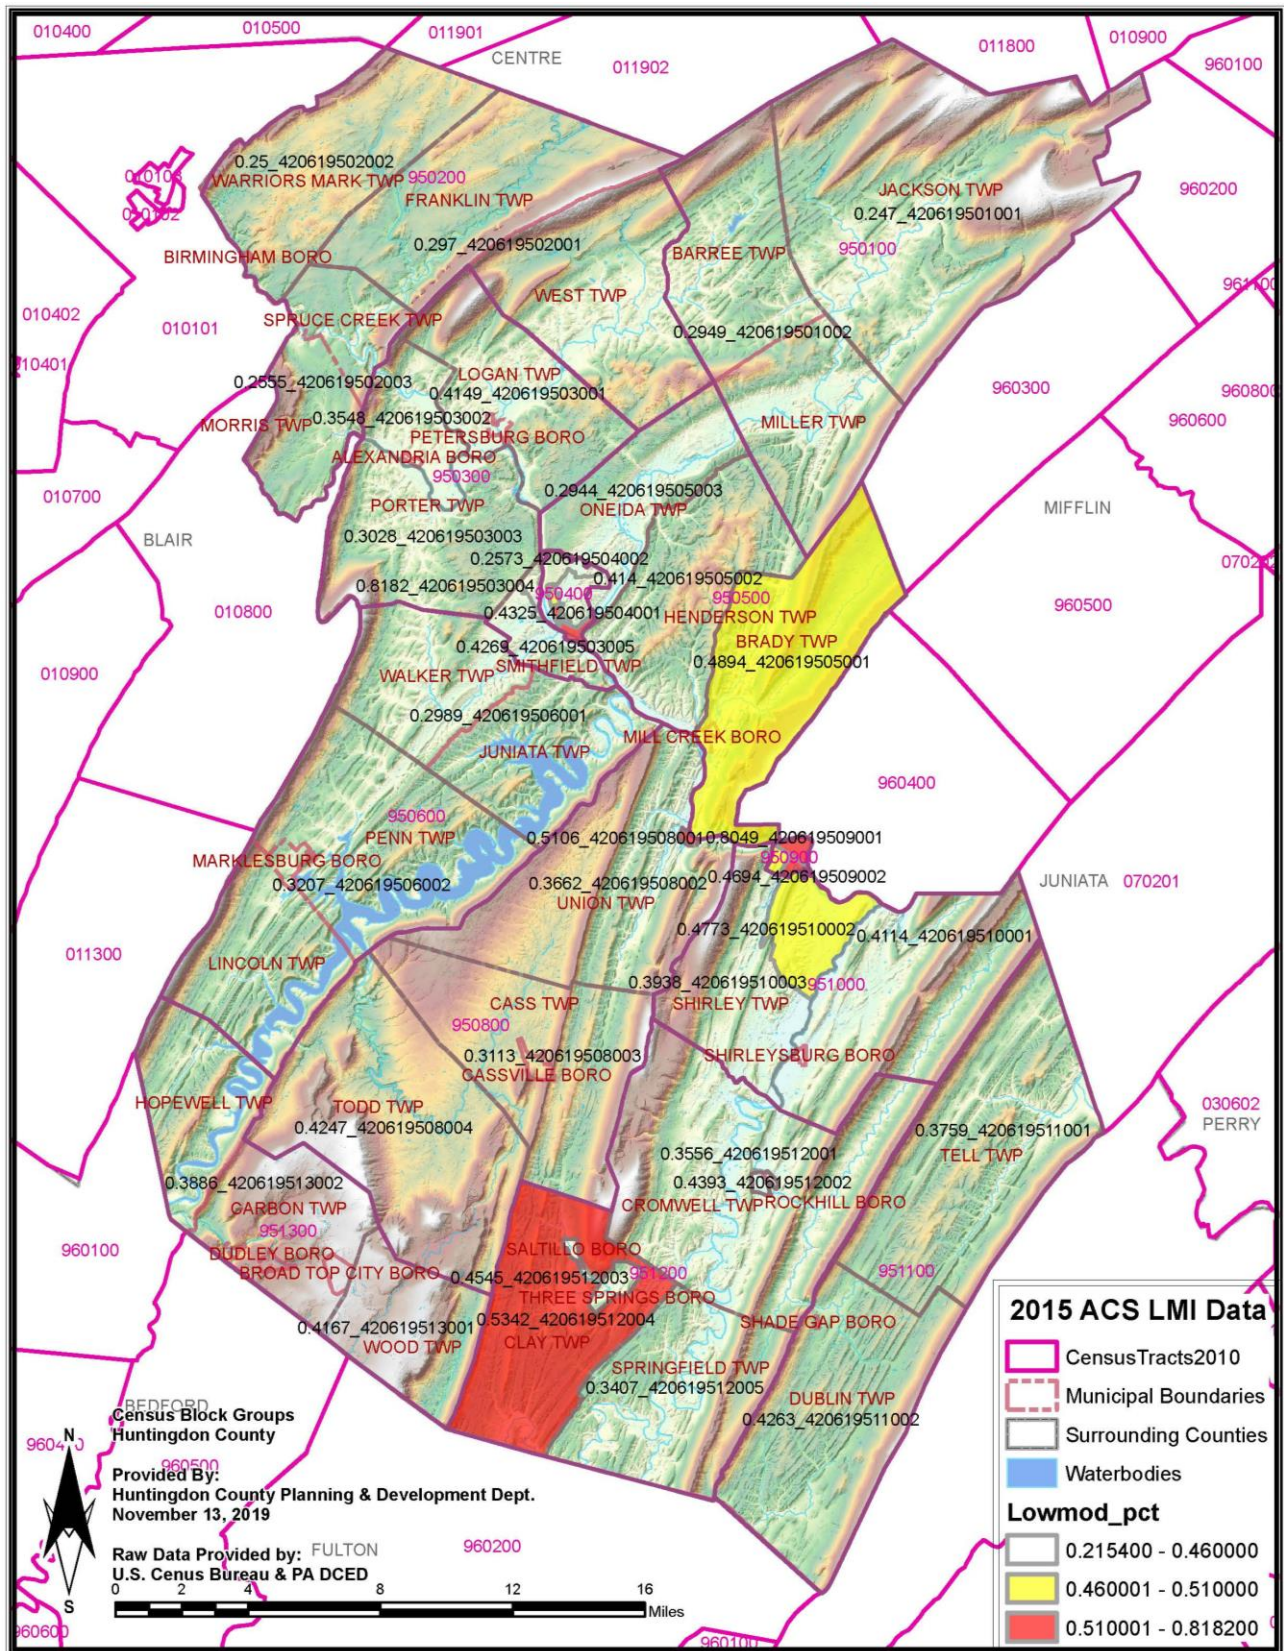 010400
010500
011901
CENTRE
011902
011800
010900
960100
0.25_420619502002
WARRIORS MARK TWP
950200
FRANKLIN TWP
JACKSON TWP
0.247_420619501001
960200
010103
010102
0.297_420619502001
BARREE TWP
950100
BIRMINGHAM BORO
WEST TWP
961100
010402
010101
SPRUCE CREEK TWP
0.2949_420619501002
010401
LOGAN TWP
0.2555_420619502003
0.4149_420619503001
960300
960800
0.3548_420619503002
MORRIS TWP
PETERSBURG BORO
MILLER TWP
960600
ALEXANDRIA BORO
950300
010700
0.2944_420619505003
ONEIDA TWP
PORTER TWP
MIFFLIN
BLAIR
0.3028_420619503003
0.2573_420619504002
0.8182_420619503004
0.414_420619505002
950400
950500
010800
0.4325_420619504001
HENDERSON TWP
960500
BRADY TWP
0.4269_420619503005
0.4894_420619505001
SMITHFIELD TWP
WALKER TWP
010900
0.2989_420619506001
MILL CREEK BORO
JUNIATA TWP
960400
950600
PENN TWP
0.5106_420619508001
0.8049_420619509001
950900
MARKLESBURG BORO
0.3207_420619506002
0.3662_420619508002
0.4694_420619509002
UNION TWP
JUNIATA
070201
0.4773_420619510002
0.4114_420619510001
011300
LINCOLN TWP
0.3938_420619510003
951000
CASS TWP
SHIRLEY TWP
950800
0.3113_420619508003
SHIRLEYSBURG BORO
CASSVILLE BORO
HOPEWELL TWP
TODD TWP
0.4247_420619508004
030602
PERRY
0.3759_420619511001
TELL TWP
0.3556_420619512001
0.4393_420619512002
0.3886_420619513002
CROMWELL TWP
ROCKHILL BORO
CARBON TWP
951300
960100
DUDLEY BORO
SALTILLO BORO
BROAD TOP CITY BORO
0.4545_420619512003
951200
951100
THREE SPRINGS BORO
0.4167_420619513001
0.5342_420619512004
SHADE GAP BORO
WOOD TWP
CLAY TWP
SPRINGFIELD TWP
0.3407_420619512005
DUBLIN TWP
0.4263_420619511002
BEDFORD
Census Block Groups
Huntingdon County
N
960500
Provided By:
Huntingdon County Planning & Development Dept.
November 13, 2019
Raw Data Provided by:
FULTON
960200
U.S. Cenus Bureau & PA DCED
S
0 2 4 8 12 16
Miles
960600
960100
2015 ACS LMI Data
CensusTracts2010
Municipal Boundaries
Surrounding Counties
Waterbodies
Lowmod_pct
0.215400 - 0.460000
0.460001 - 0.510000
0.510001 - 0.818200